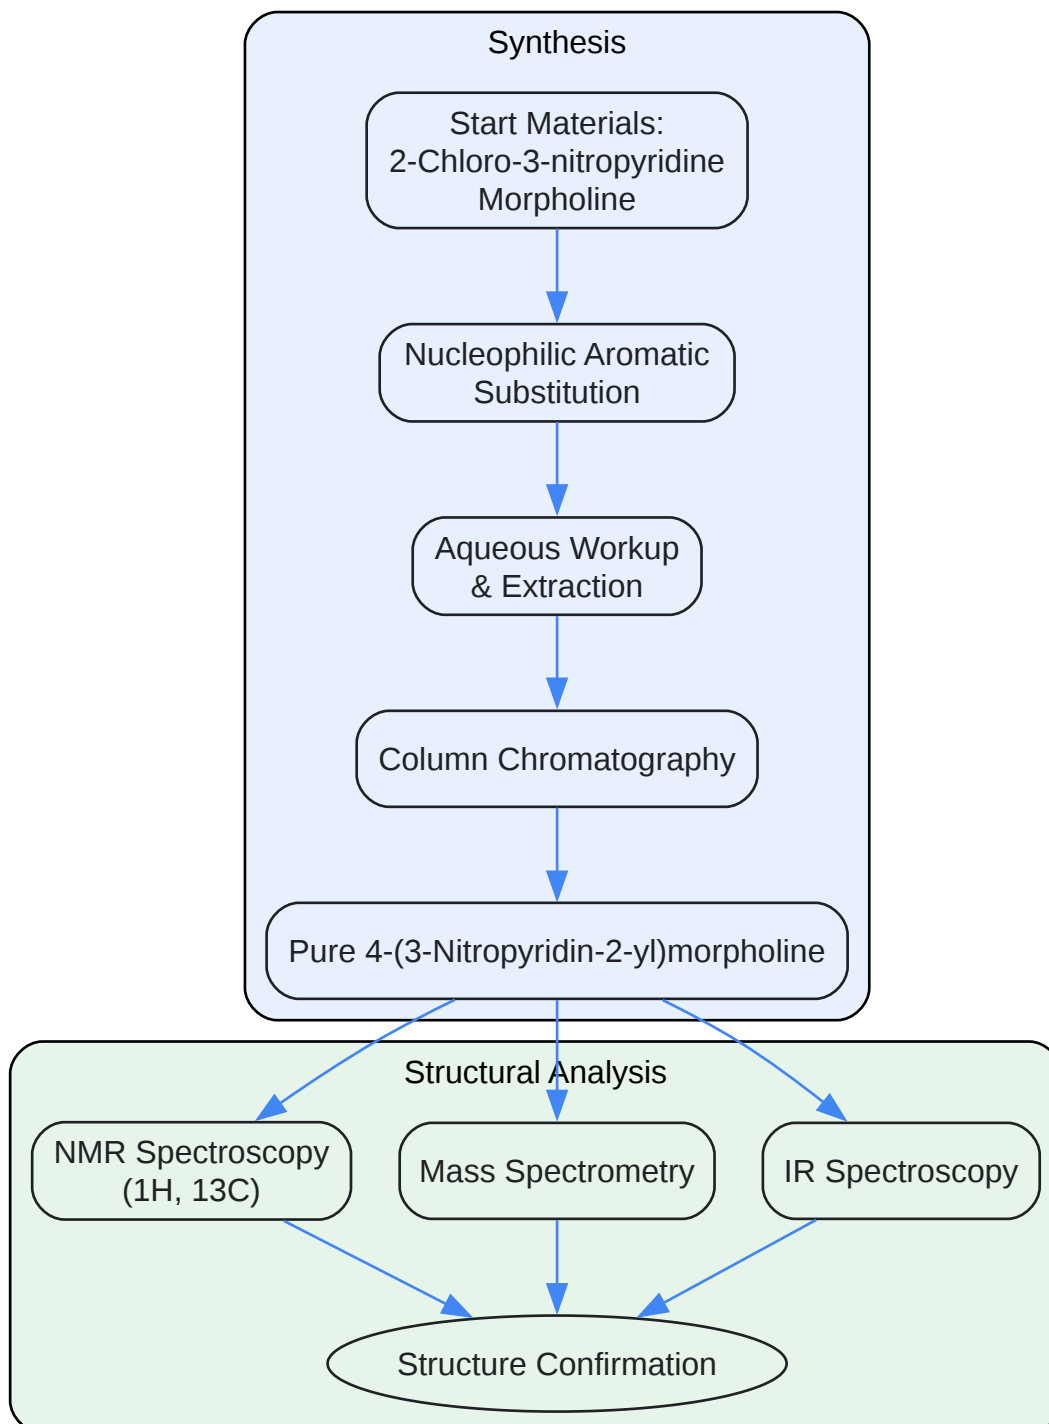 Synthesis
Start Materials:
2-Chloro-3-nitropyridine
Morpholine
Nucleophilic Aromatic
Substitution
Aqueous Workup
& Extraction
Column Chromatography
Pure 4-(3-Nitropyridin-2-yl)morpholine
Structural Analysis
NMR Spectroscopy
(1H, 13C)
Mass Spectrometry
IR Spectroscopy
Structure Confirmation